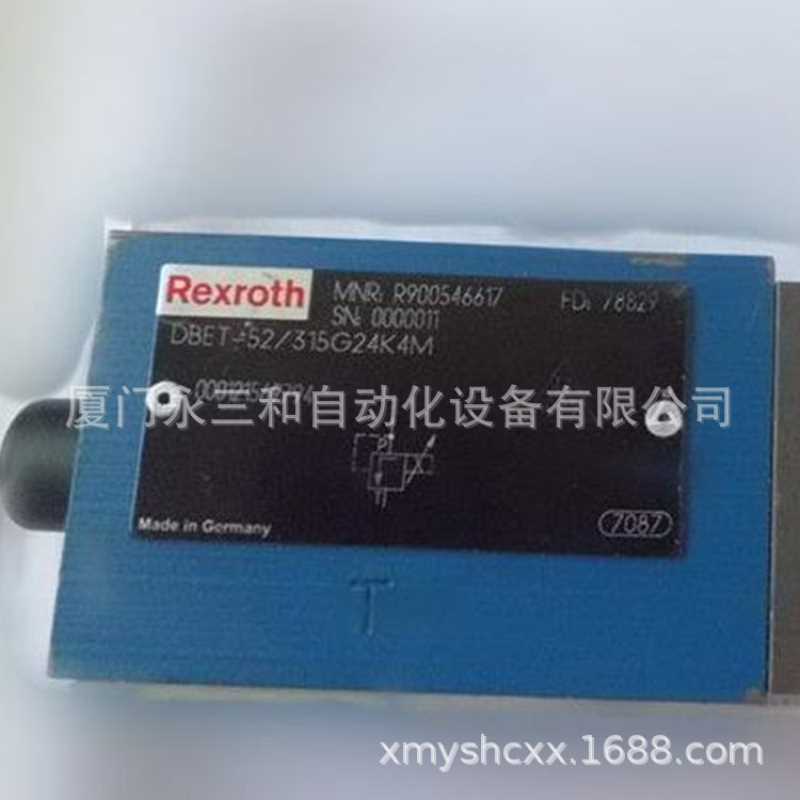 Rexroth
MNR: R900546617
FD: 78829
SN: 0000011
DBET-52/315G24K4M
厦门永三和自动化设备有限公司
P
Made in Germany
7087
T
xmyshcxx.1688.com